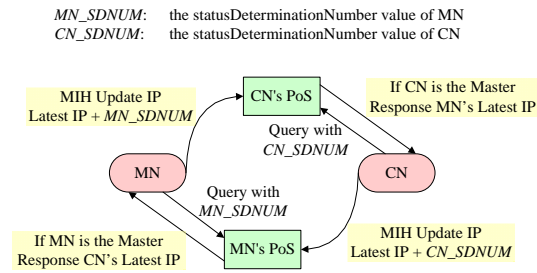 MN_SDNUM: the statusDeterminationNumber value of MN
CN_SDNUM: the statusDeterminationNumber value of CN
MIH Update IP
Latest IP + MN_SDNUM
CN's PoS
If CN is the Master
Response MN's Latest IP
Query with
CN_SDNUM
MN
CN
Query with
MN_SDNUM
If MN is the Master
Response CN's Latest IP
MN's PoS
MIH Update IP
Latest IP + CN_SDNUM